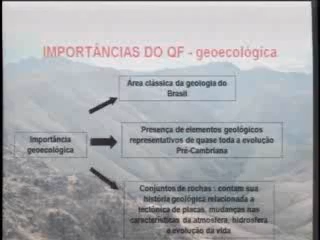 IMPORTÂNCIAS DO QF - geoecológica
Área clássica da geologia do
Brasil
Importância
geoecológica
Presença de elementos geológicos
representativos de quase toda a evolução
Pré-Cambriana
Conjuntos de rochas : contam sua
história geológica relacionada a
tectônica de placas, mudanças nas
características da atmosfera, hidrosfera
e evolução da vida